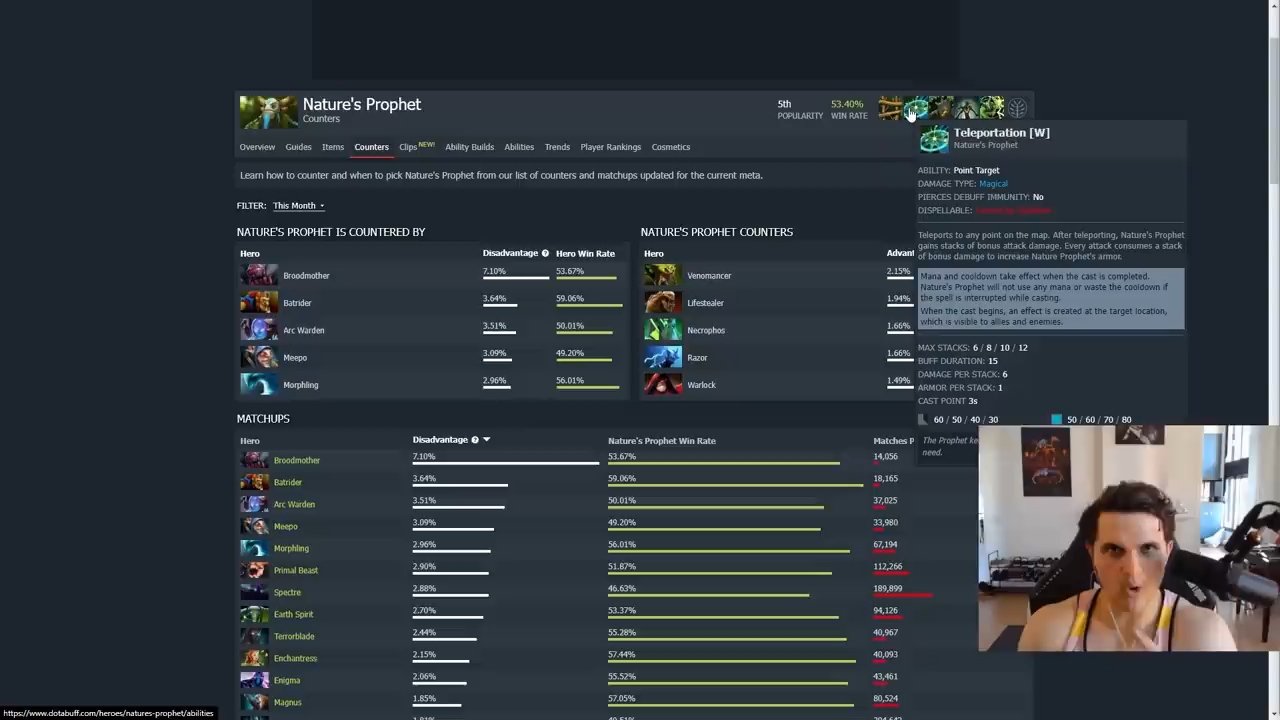 Nature's Prophet
Counters
5th
POPULARITY
53.40%
WIN RATE
Overview
Guides
Items
Counters
Clips NEW!
Ability Builds
Abilities
Trends
Player Rankings
Cosmetics
Learn how to counter and when to pick Nature's Prophet from our list of counters and matchups updated for the current meta.
FILTER: This Month
NATURE'S PROPHET IS COUNTERED BY
Hero Disadvantage Hero Win Rate
Broodmother 7.10% 53.67%
Batrider 3.64% 59.06%
Arc Warden 3.51% 50.01%
Meepo 3.09% 49.20%
Morphling 2.96% 56.01%
NATURE'S PROPHET COUNTERS
Hero
Venomancer 2.15%
Lifestealer 1.94%
Necrophos 1.66%
Razor 1.66%
Warlock 1.49%
Teleportation [W]
Nature's Prophet
ABILITY: Point Target
DAMAGE TYPE: Magical
PIERCES DEBUFF IMMUNITY: No
DISPELLABLE:
Teleports to any point on the map. After teleporting, Nature's Prophet
gains stacks of bonus attack damage. Every attack consumes a stack
of bonus damage to increase Nature Prophet's armor.
Mana and cooldown take effect when the cast is completed.
Nature's Prophet will not use any mana or waste the cooldown if
the spell is interrupted while casting.
When the cast begins, an effect is created at the target location,
which is visible to allies and enemies.
MAX STACKS: 6 / 8 / 10 / 12
BUFF DURATION: 15
DAMAGE PER STACK: 6
ARMOR PER STACK: 1
CAST POINT 3s
60 / 50 / 40 / 30
50 / 60 / 70 / 80
The Prophet
need.
MATCHUPS
Hero Disadvantage Nature's Prophet Win Rate Matches
Broodmother 7.10% 53.67% 14,056
Batrider 3.64% 59.06% 18,165
Arc Warden 3.51% 50.01% 37,025
Meepo 3.09% 49.20% 33,980
Morphling 2.96% 56.01% 67,194
Primal Beast 2.90% 51.87% 112,266
Spectre 2.88% 46.63% 189,899
Earth Spirit 2.70% 53.37% 94,126
Terrorblade 2.44% 55.28% 40,967
Enchantress 2.15% 57.44% 40,093
Enigma 2.06% 55.52% 43,461
Magnus 1.85% 57.05% 80,524
https://www.dotabuff.com/heroes/natures-prophet/abilities